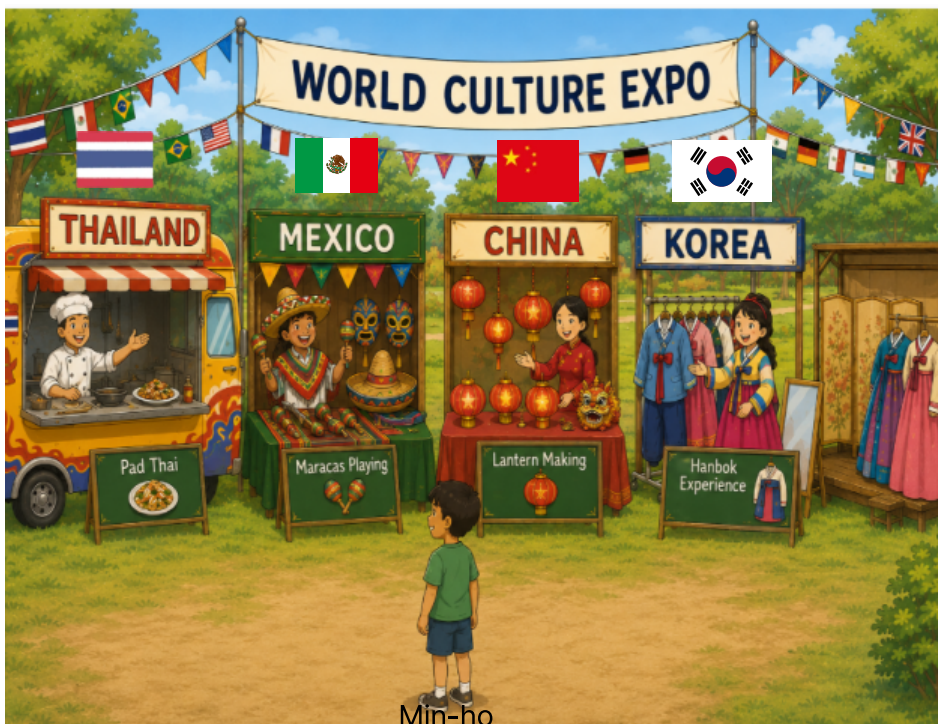 WORLD CULTURE EXPO
THAILAND
MEXICO
CHINA
KOREA
Pad Thai
Maracas Playing
Lantern Making
Hanbok
Experience
Min-ho